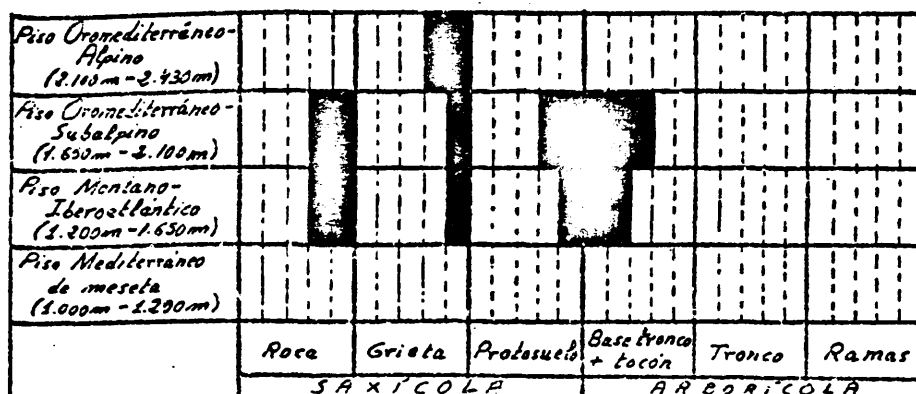 Piso Oromediterráneo-
Alpino
(2.100m-2.430m)
Piso Oromediterráneo-
Subalpino
(1.650m-2.100m)
Piso Montano-
Iberoatlántico
(1.200m-1.650m)
Piso Mediterráneo
de meseta
(1.000m-1.290m)
Roca Grieta Protosuelo Base tronco + tocón Tronco Ramas
SAXÍCOLA ARBORÍCOLA